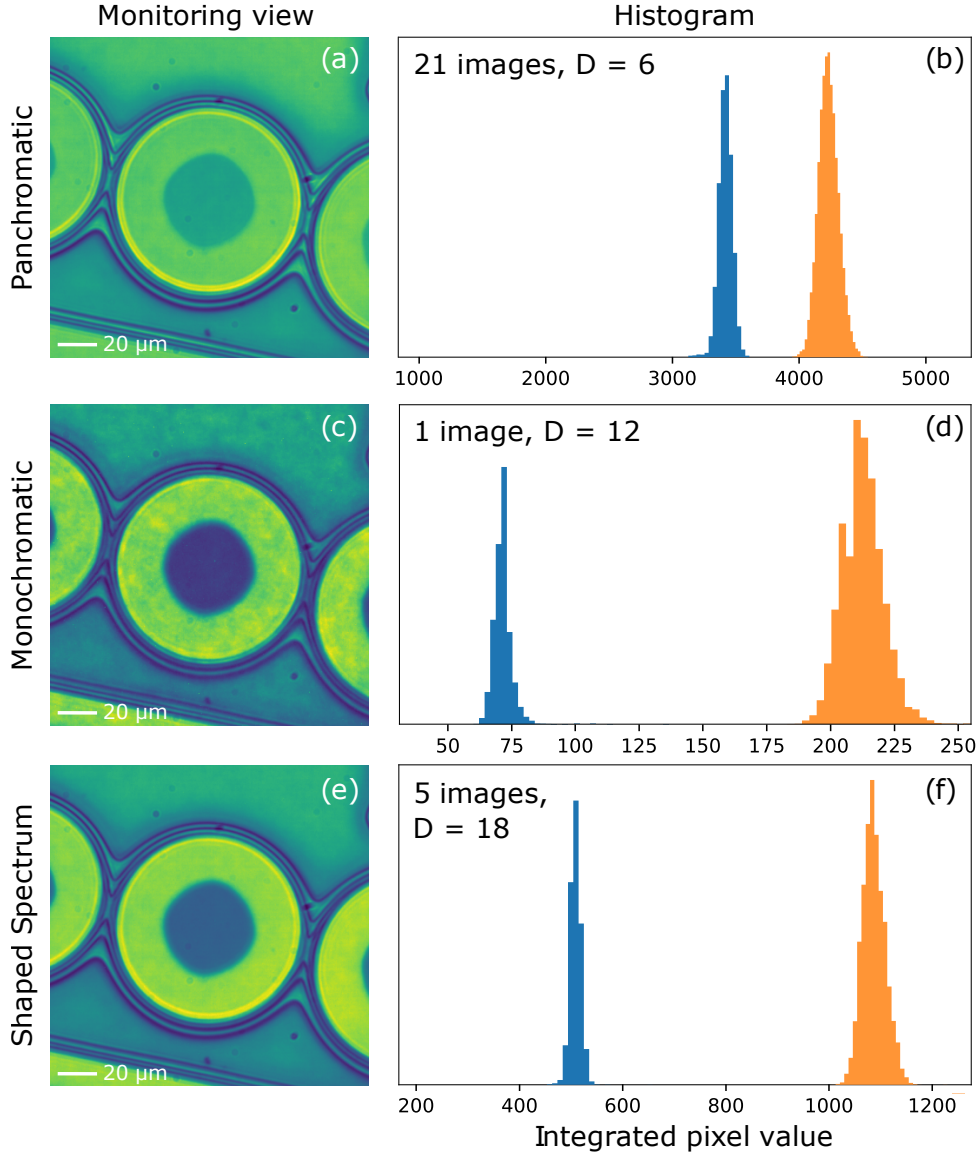 Monitoring view
Histogram
Panchromatic
(a)
20 µm
21 images, D = 6
(b)
1000 2000 3000 4000 5000
Monochromatic
(c)
20 µm
1 image, D = 12
(d)
50 75 100 125 150 175 200 225 250
Shaped Spectrum
(e)
20 µm
5 images,
D = 18
(f)
200 400 600 800 1000 1200
Integrated pixel value